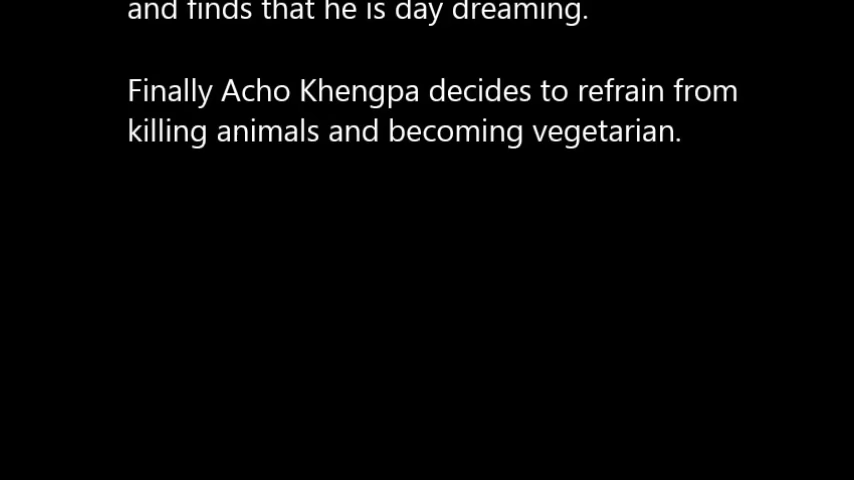 and finds that he is day dreaming.
Finally Acho Khengpa decides to refrain from
killing animals and becoming vegetarian.